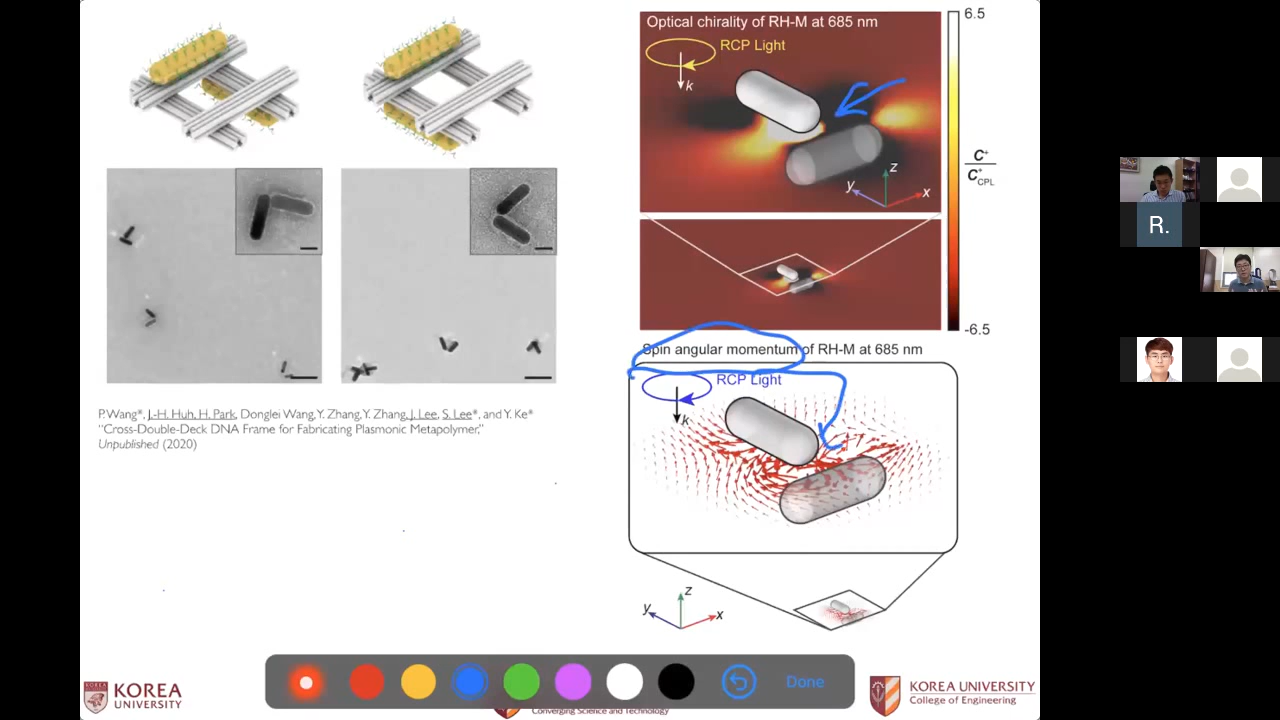 Optical chirality of RH-M at 685 nm
RCP Light
k
z
y
x
6.5
C⁺
C⁺CPL
-6.5
Spin angular momentum of RH-M at 685 nm
RCP Light
k
z
y
x
P. Wang*, J.-H. Huh, H. Park, Donglei Wang, Y. Zhang, Y. Zhang, J. Lee, S. Lee*, and Y. Ke*
"Cross-Double-Deck DNA Frame for Fabricating Plasmonic Metapolymer,"
Unpublished (2020)
R.
Done
KOREA
UNIVERSITY
Converging Science and Technology
KOREA UNIVERSITY
College of Engineering